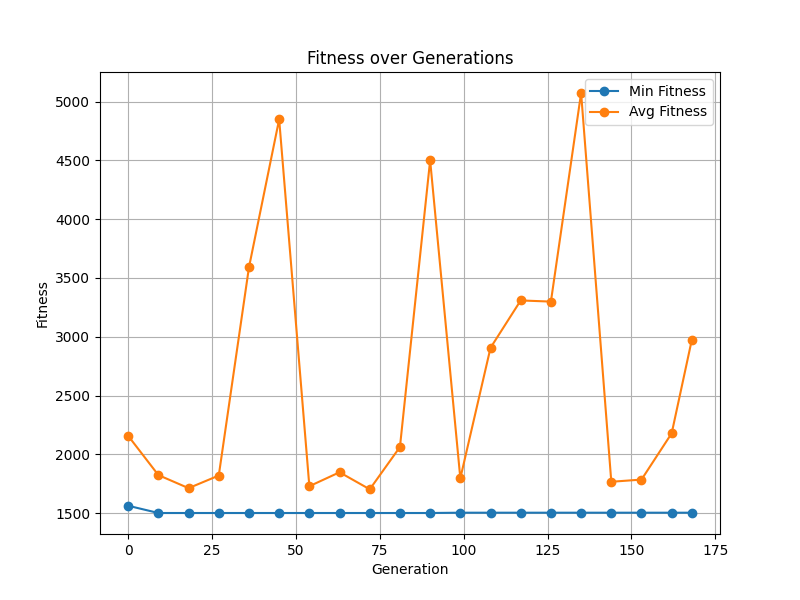 Fitness over Generations
Min Fitness
Avg Fitness
5000
4500
4000
3500
3000
2500
2000
1500
Fitness
0 25 50 75 100 125 150 175
Generation